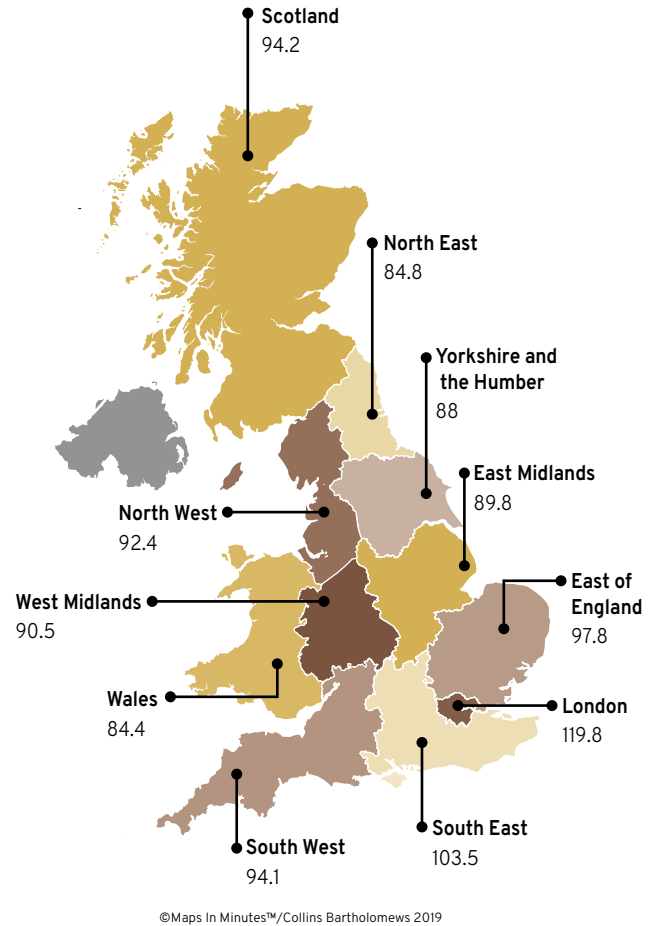 Scotland
94.2
North East
84.8
Yorkshire and
the Humber
88
East Midlands
89.8
North West
92.4
East of
England
97.8
West Midlands
90.5
Wales
84.4
London
119.8
South East
103.5
South West
94.1
©Maps In Minutes™/Collins Bartholomews 2019